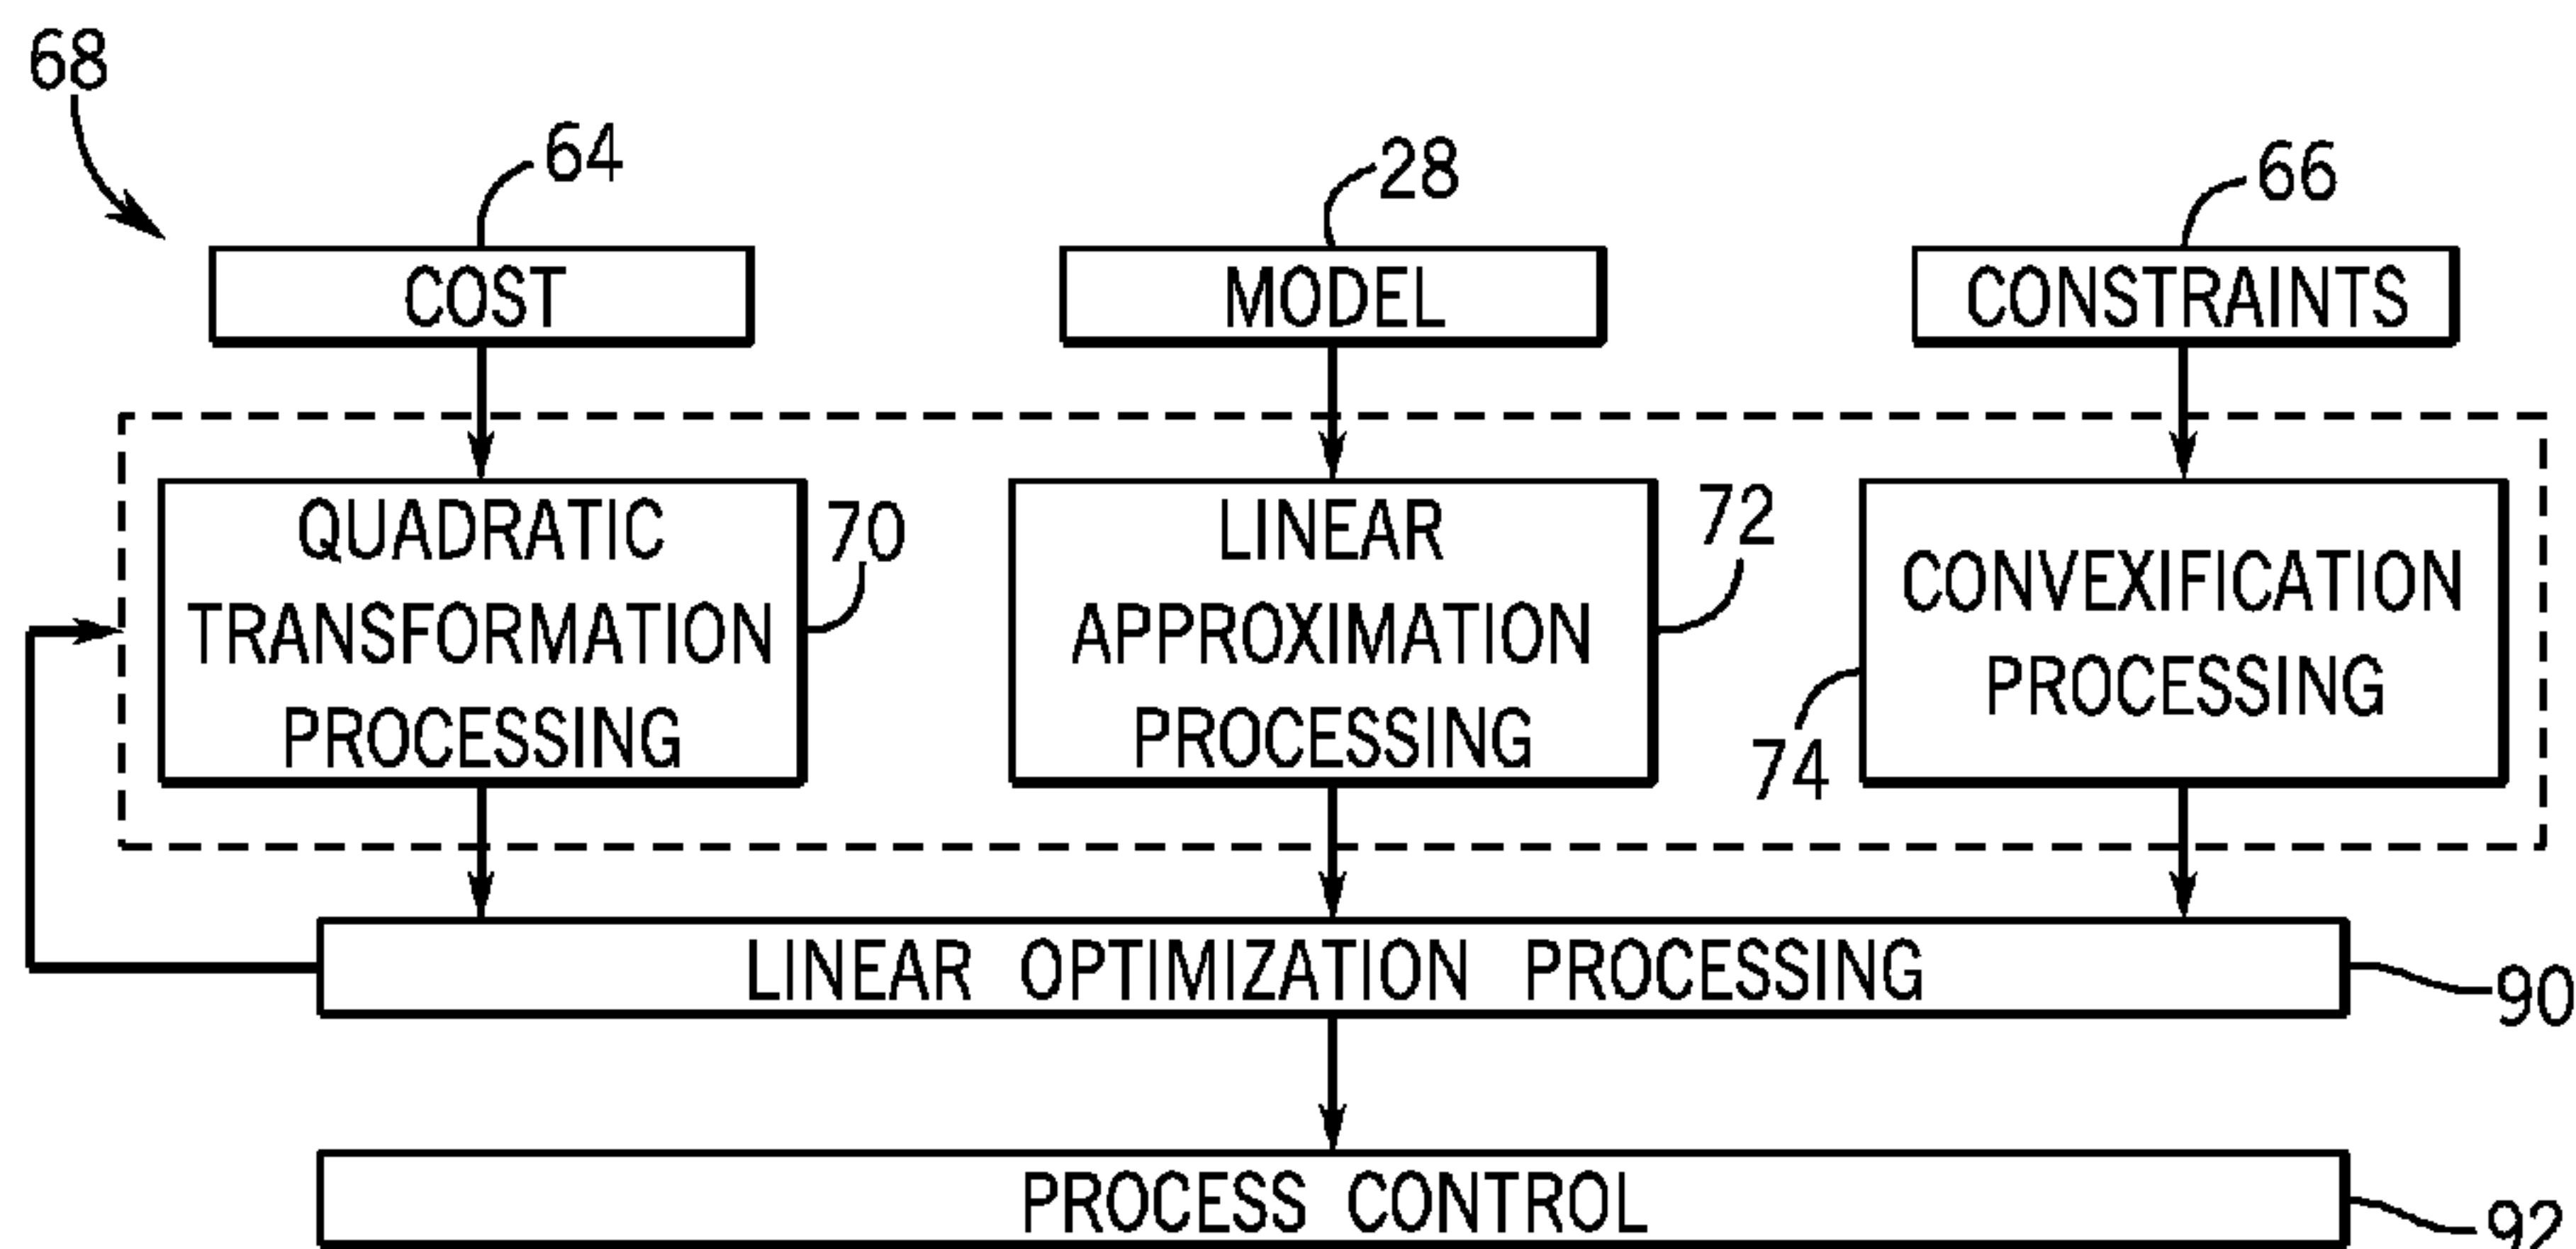 68
64
28
66
COST
MODEL
CONSTRAINTS
QUADRATIC
TRANSFORMATION
PROCESSING
70
LINEAR
APPROXIMATION
PROCESSING
72
CONVEXIFICATION
PROCESSING
74
LINEAR OPTIMIZATION PROCESSING
90
PROCESS CONTROL
92